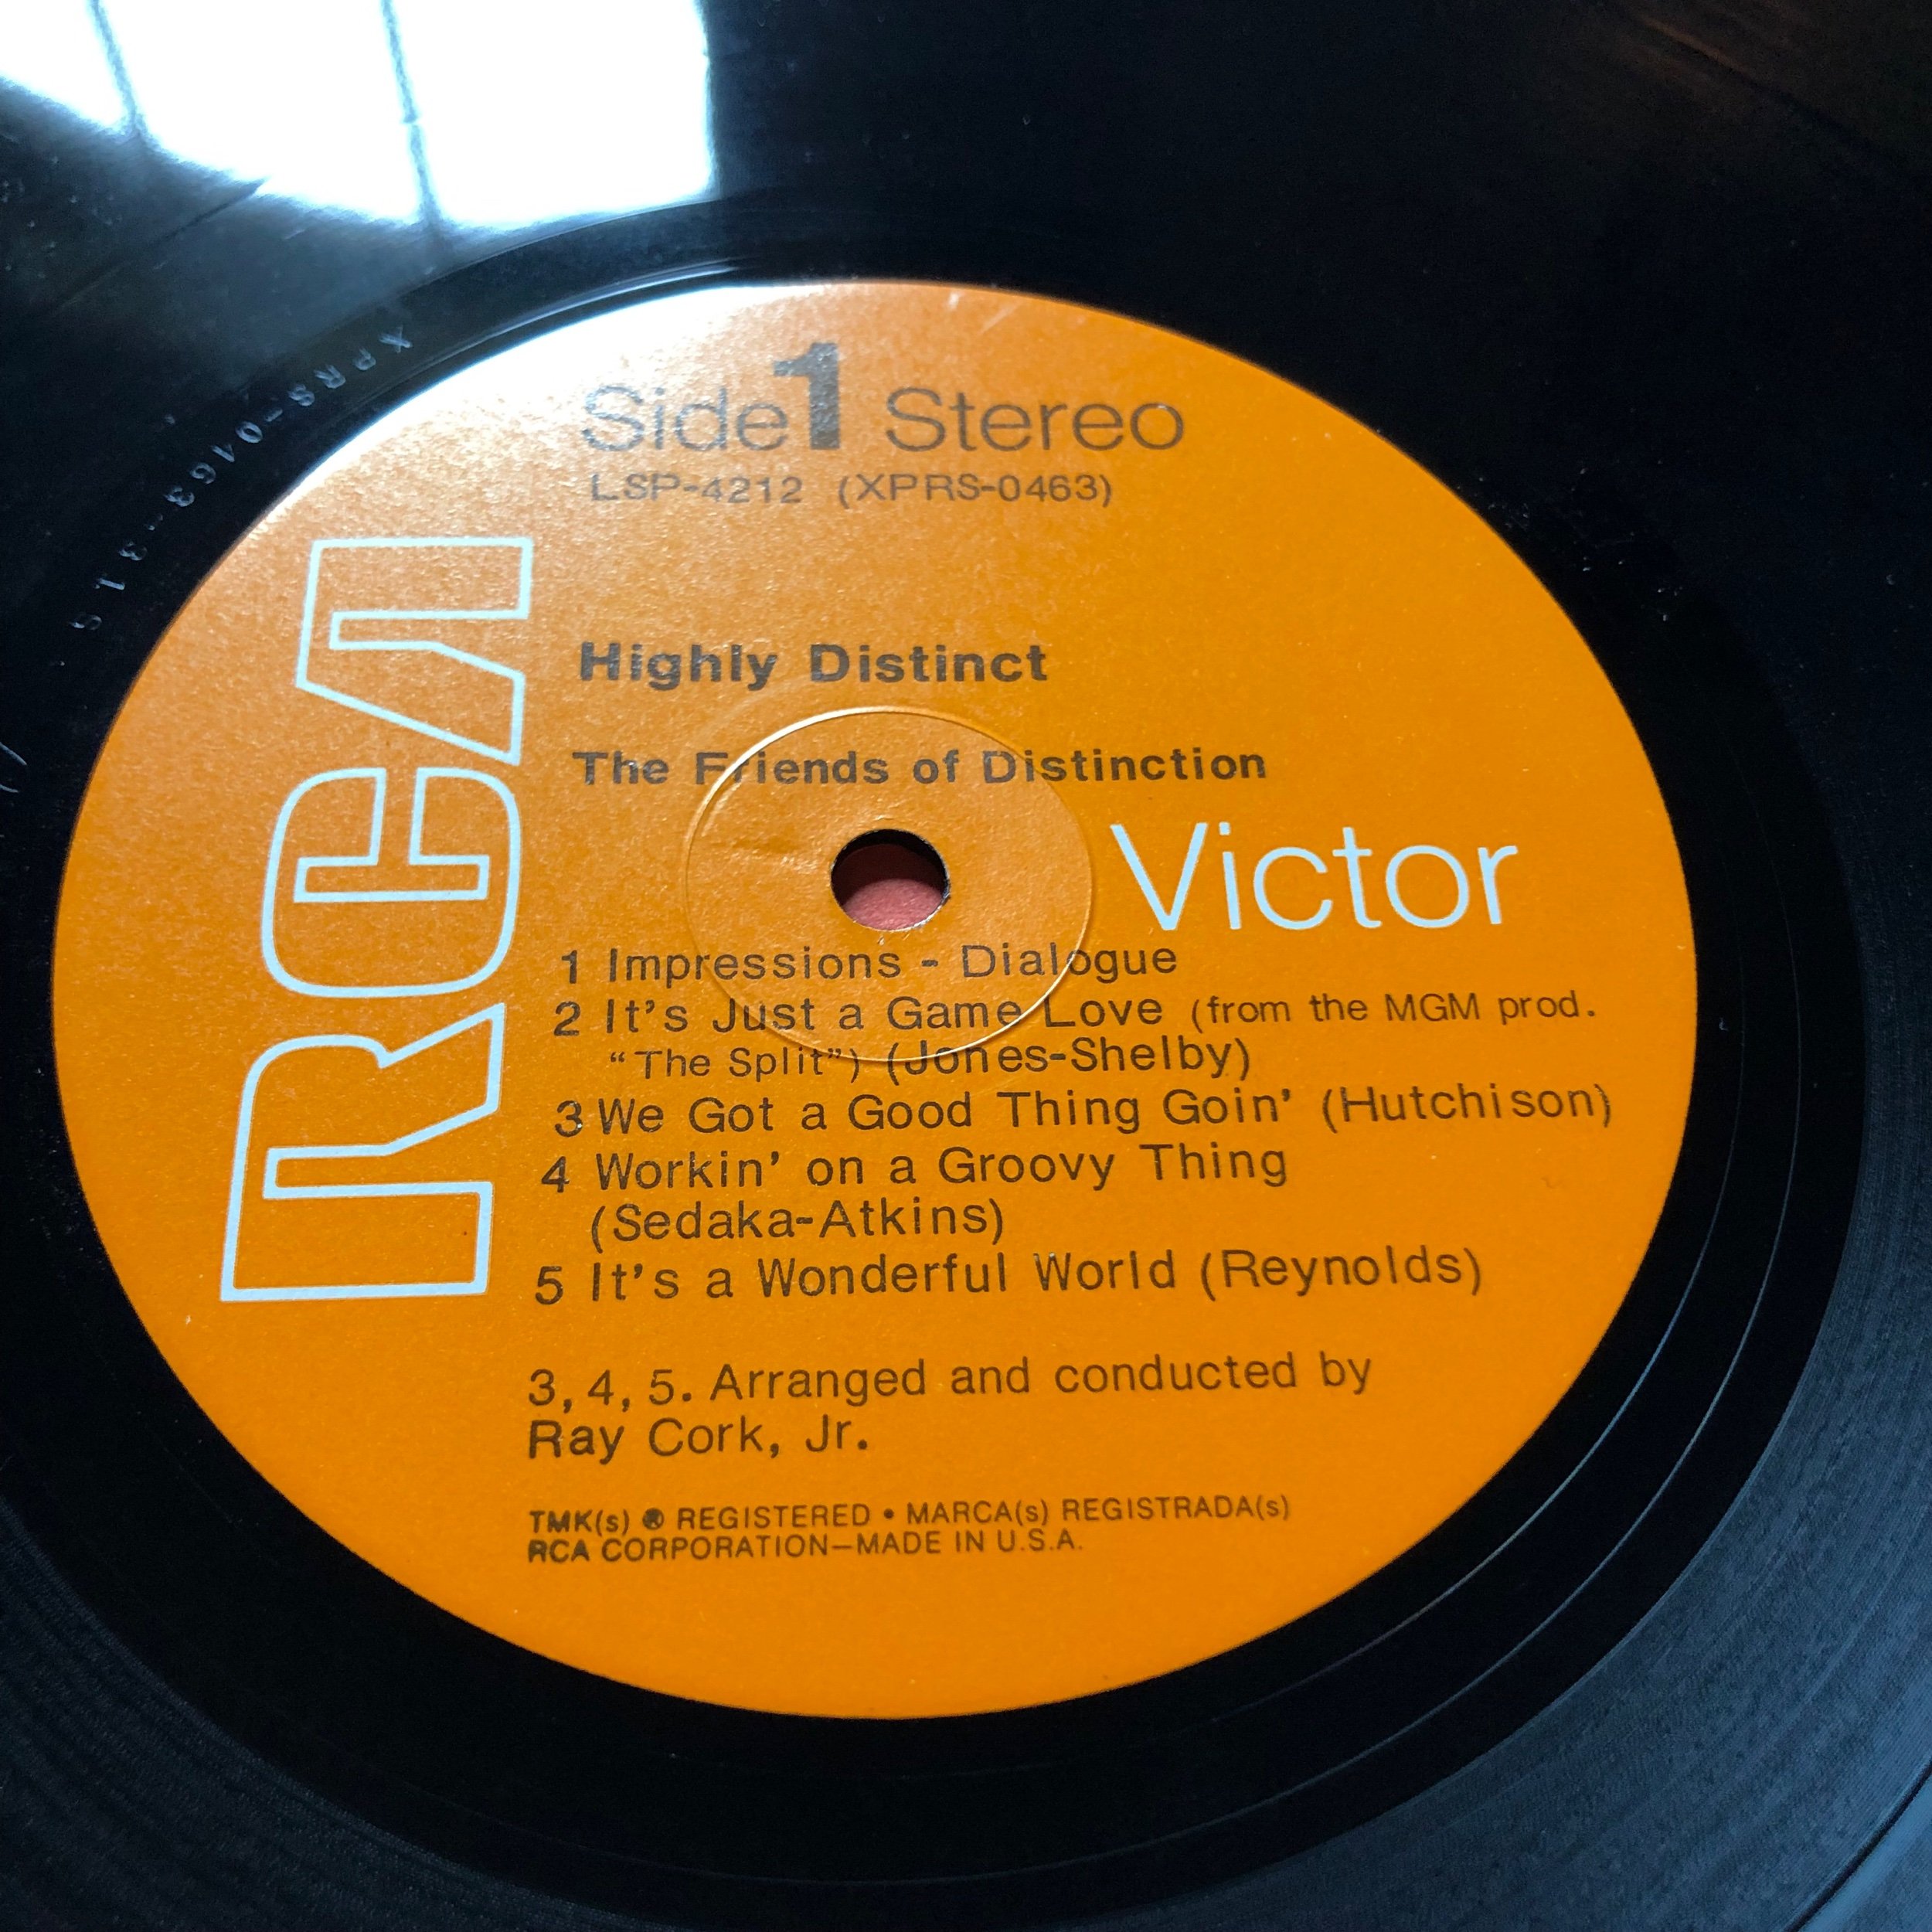 Side 1 Stereo
LSP-4212 (XPRS-0463)
RCA
Highly Distinct
The Friends of Distinction
Victor
1 Impressions - Dialogue
2 It's Just a Game Love (from the MGM prod.
“The Split”) (Jones-Shelby)
3 We Got a Good Thing Goin' (Hutchison)
4 Workin' on a Groovy Thing
(Sedaka-Atkins)
5 It's a Wonderful World (Reynolds)
3, 4, 5. Arranged and conducted by
Ray Cork, Jr.
TMK(s) ® REGISTERED • MARCA(s) REGISTRADA(s)
RCA CORPORATION—MADE IN U.S.A.
XPRS-0463-31S